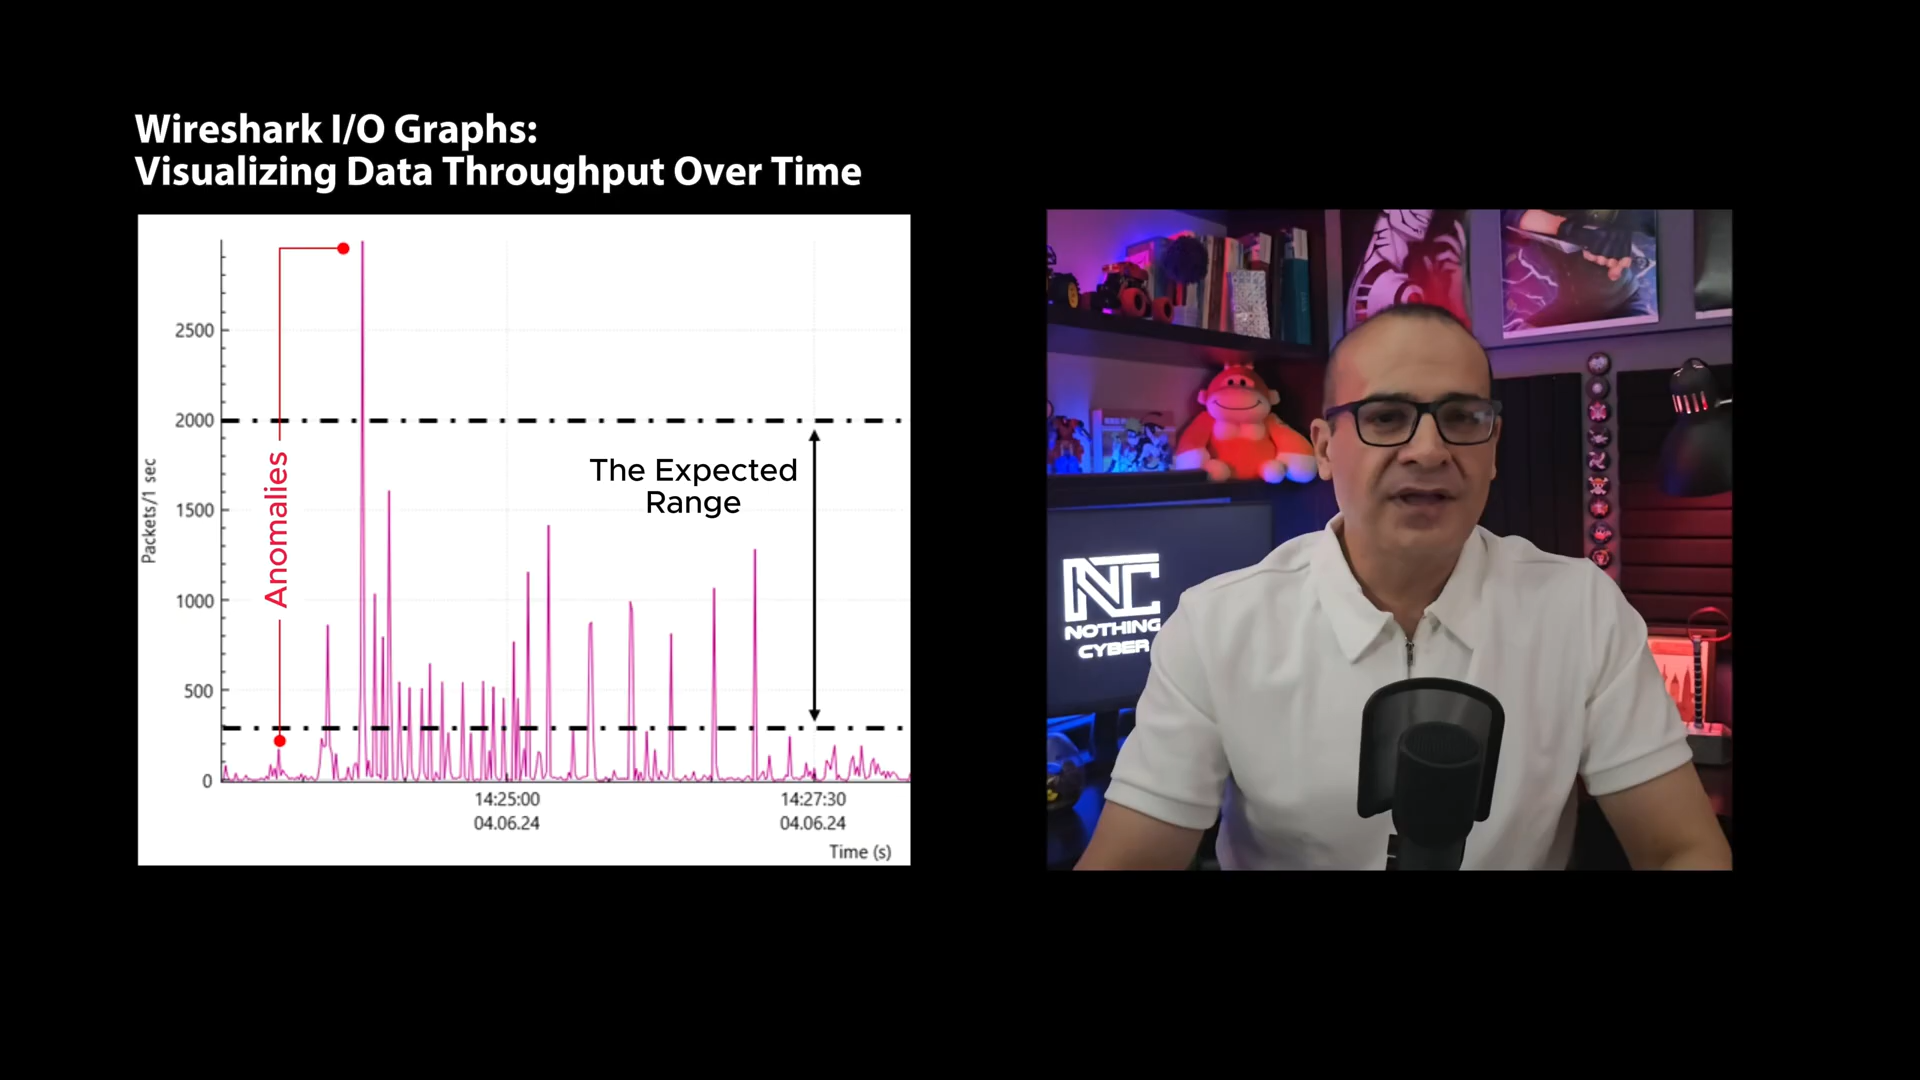 Wireshark I/O Graphs:
Visualizing Data Throughput Over Time
Packets/1 sec
2500
2000
1500
1000
500
0
Anomalies
The Expected
Range
14:25:00
04.06.24
14:27:30
04.06.24
Time (s)
NC
NOTHING
CYBER